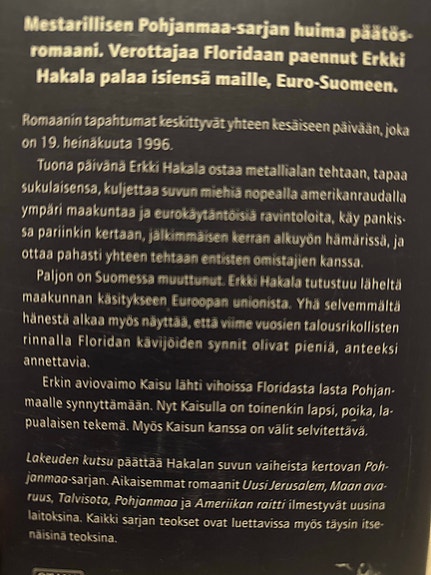 Mestarillisen Pohjanmaa-sarjan huima päätös-
romaani. Verottajaa Floridaan paennut Erkki
Hakala palaa isiensä maille, Euro-Suomeen.
Romaanin tapahtumat keskittyvät yhteen kesäiseen päivään, joka
on 19. heinäkuuta 1996.
Tuona päivänä Erkki Hakala ostaa metallialan tehtaan, tapaa
sukulaisensa, kuljettaa suvun miehiä nopealla amerikanraudalla
ympäri maakuntaa ja eurokäytäntöisiä ravintoloita, käy pankis-
sa pariinkin kertaan, jälkimmäisen kerran alkuyön hämärissä, ja
ottaa pahasti yhteen tehtaan entisten omistajien kanssa.
Paljon on Suomessa muuttunut. Erkki Hakala tutustuu läheltä
maakunnan käsitykseen Euroopan unionista. Yhä selvemmältä
hänestä alkaa myös näyttää, että viime vuosien talousrikollisten
rinnalla Floridan kävijöiden synnit olivat pieniä, anteeksi
annettavia.
Erkin aviovaimo Kaisu lähti vihoissa Floridasta lasta Pohjan-
maalle synnyttämään. Nyt Kaisulla on toinenkin lapsi, poika, la-
pualaisen tekemä. Myös Kaisun kanssa on välit selvitettävä.
Lakeuden kutsu päättää Hakalan suvun vaiheista kertovan Poh-
janmaa-sarjan. Aikaisemmat romaanit Uusi Jerusalem, Maan ava-
ruus, Talvisota, Pohjanmaa ja Ameriikan raitti ilmestyvät uusina
laitoksina. Kaikki sarjan teokset ovat luettavissa myös täysin itse-
näisinä teoksina.